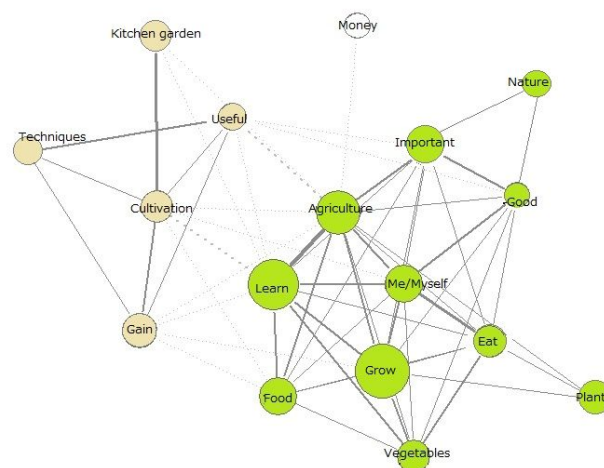 Money
Kitchen garden
Nature
Useful
Techniques
Important
Cultivation
Agriculture
Good
Learn
Me/Myself
Gain
Eat
Grow
Food
Plant
Vegetables